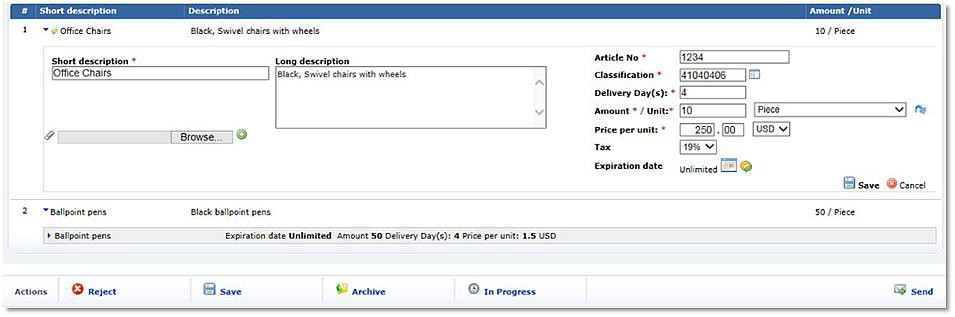 # Short description Description Amount /Unit
1 Office Chairs Black, Swivel chairs with wheels 10 / Piece
Short description * Long description Article No * 1234
Office Chairs Black, Swivel chairs with wheels Classification * 41040406
Delivery Day(s): * 4
Amount * / Unit:* 10 Piece
Browse... Price per unit: * 250 . 00 USD
Tax 19%
Expiration date Unlimited
Save Cancel
2 Ballpoint pens Black ballpoint pens 50 / Piece
Ballpoint pens Expiration date Unlimited Amount 50 Delivery Day(s): 4 Price per unit: 1.5 USD
Actions Reject Save Archive In Progress Send